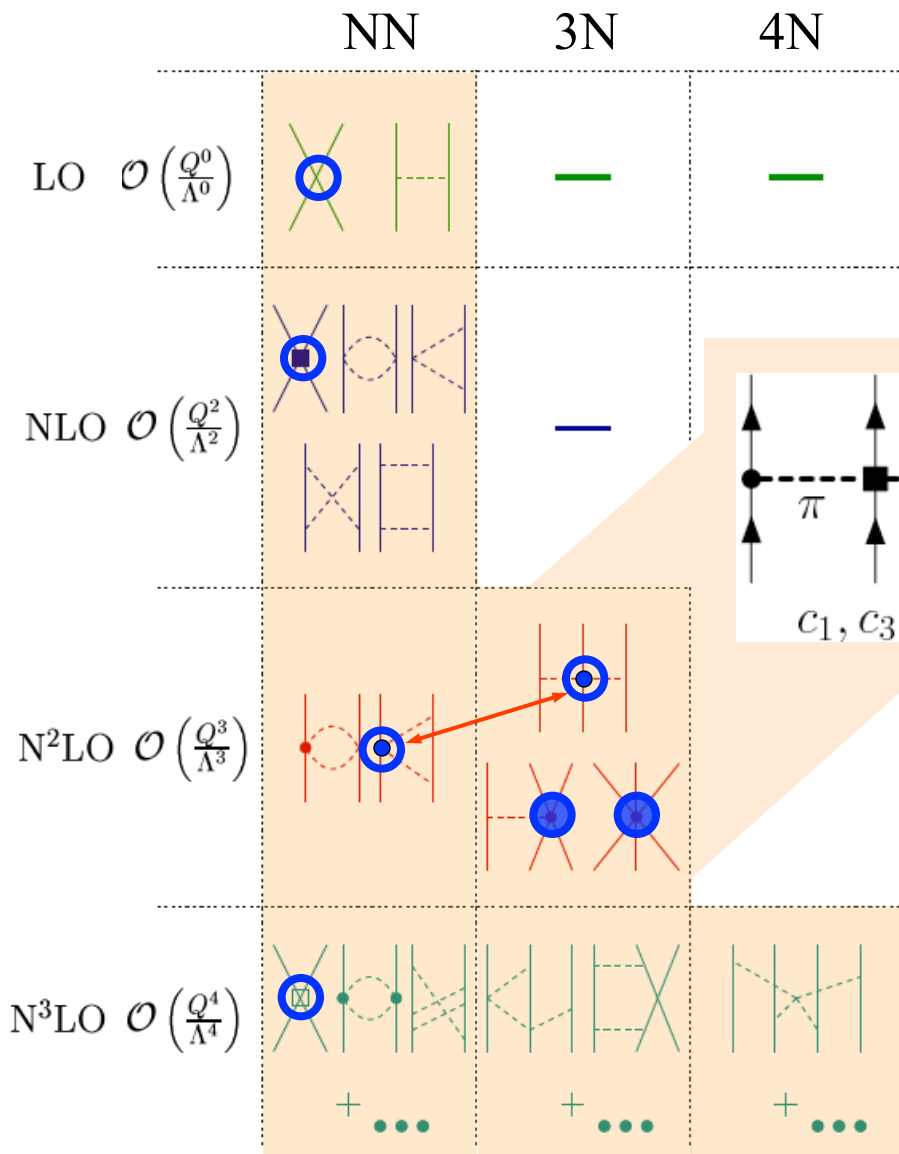 NN 3N 4N
LO 𝒪(Q⁰/Λ⁰)
NLO 𝒪(Q²/Λ²)
π
c₁, c₃
N²LO 𝒪(Q³/Λ³)
N³LO 𝒪(Q⁴/Λ⁴)
+ ••• + ••• + •••